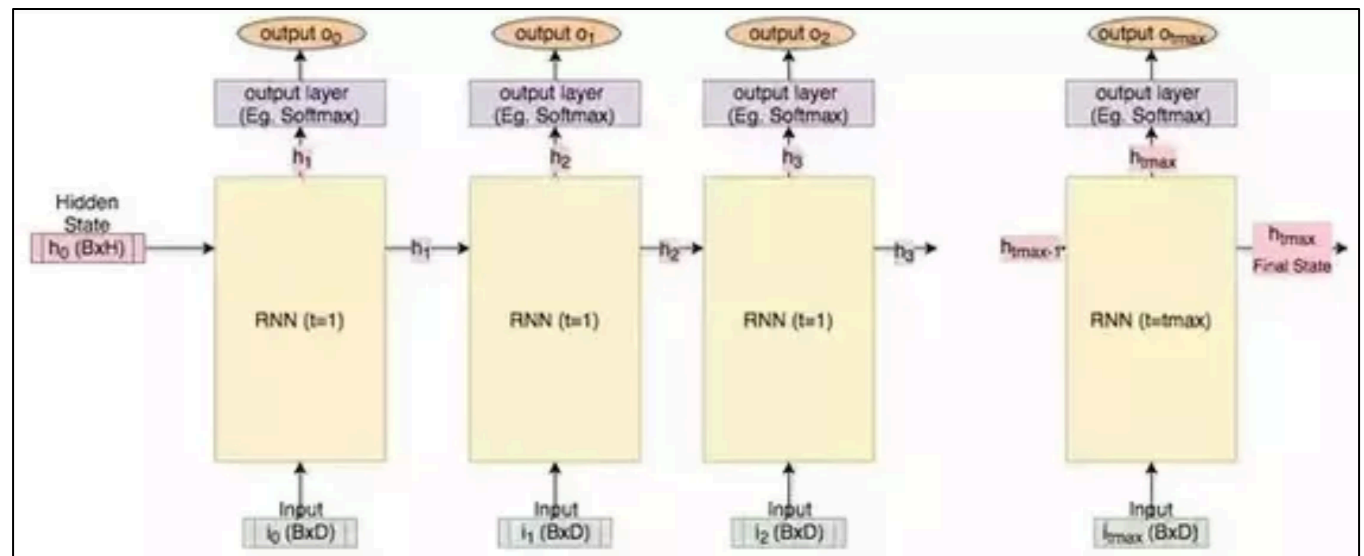 output o0
output o1
output o2
output otmax
output layer
(Eg. Softmax)
output layer
(Eg. Softmax)
output layer
(Eg. Softmax)
output layer
(Eg. Softmax)
h1
h2
h3
htmax
Hidden
State
h0 (BxH)
h1
h2
h3
htmax-1
htmax
Final State
RNN (t=1)
RNN (t=1)
RNN (t=1)
RNN (t=tmax)
Input
i0 (BxD)
Input
i1 (BxD)
Input
i2 (BxD)
Input
itmax (BxD)